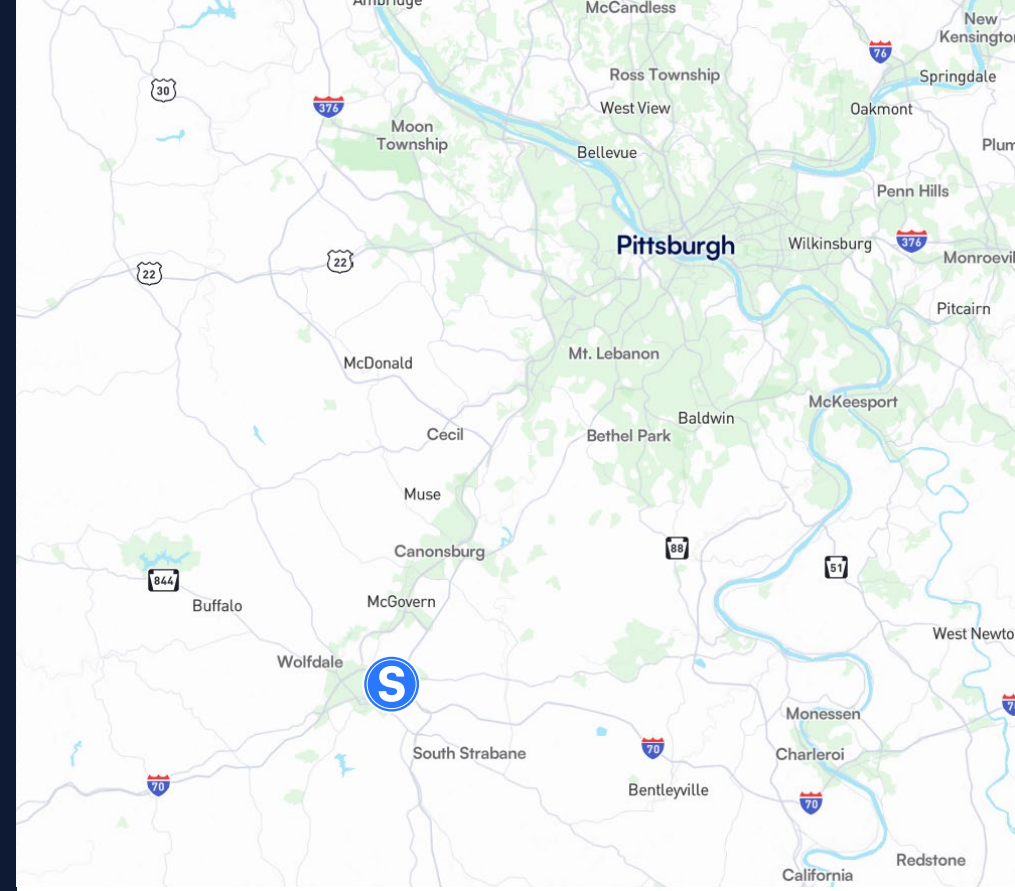 Ambridge
McCandless
New
Kensington
76
30
Ross Township
Springdale
376
West View
Oakmont
Moon
Township
Bellevue
Plum
Penn Hills
Pittsburgh
Wilkinsburg
376
22
22
Monroevil
Pitcairn
Mt. Lebanon
McDonald
McKeesport
Baldwin
Cecil
Bethel Park
Muse
88
Canonsburg
51
844
McGovern
Buffalo
West Newto
Wolfdale
S
70
Monessen
70
South Strabane
Charleroi
70
Bentleyville
70
Redstone
California